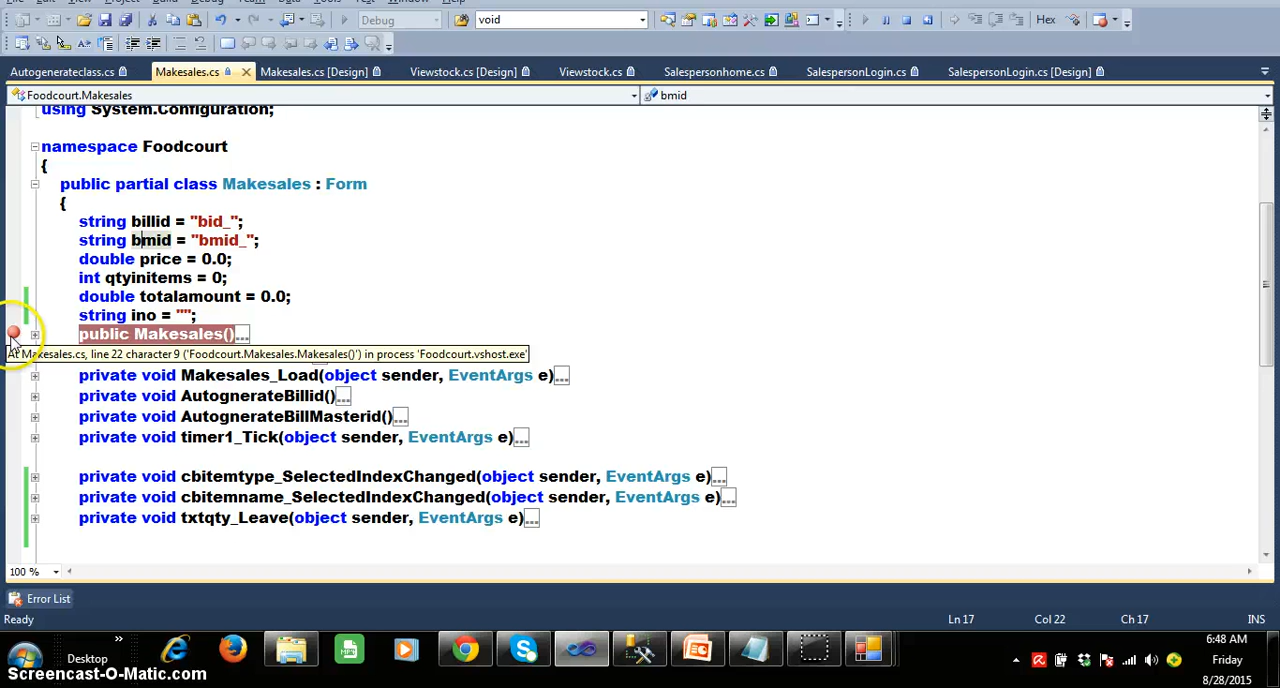 Debug
void
Hex
Autogenerateclass.cs
Makesales.cs
Makesales.cs [Design]
Viewstock.cs [Design]
Viewstock.cs
Salespersonhome.cs
SalespersonLogin.cs
SalespersonLogin.cs [Design]
Foodcourt.Makesales
bmid
using System.Configuration;
namespace Foodcourt
{
public partial class Makesales : Form
{
string billid = "bid_";
string bmid = "bmid_";
double price = 0.0;
int qtyinitems = 0;
double totalamount = 0.0;
string ino = "";
public Makesales()...
At Makesales.cs, line 22 character 9 ('Foodcourt.Makesales.Makesales()') in process 'Foodcourt.vshost.exe'
private void Makesales_Load(object sender, EventArgs e)...
private void AutognerateBillid()...
private void AutognerateBillMasterid()...
private void timer1_Tick(object sender, EventArgs e)...
private void cbitemtype_SelectedIndexChanged(object sender, EventArgs e)...
private void cbitemname_SelectedIndexChanged(object sender, EventArgs e)...
private void txtqty_Leave(object sender, EventArgs e)...
100 %
Error List
Ready
Ln 17
Col 22
Ch 17
INS
Desktop
»
6:48 AM
Friday
8/28/2015
Screencast-O-Matic.com